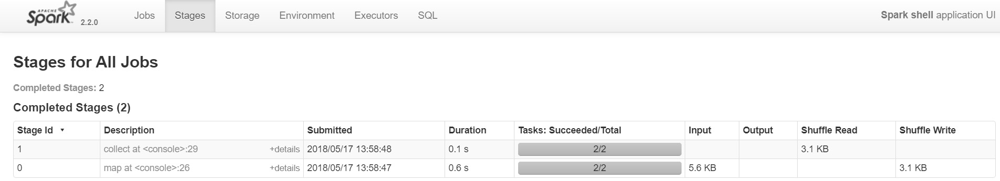 APACHE Spark™ 2.2.0 Jobs Stages Storage Environment Executors SQL Spark shell application UI
Stages for All Jobs
Completed Stages: 2
Completed Stages (2)
Stage Id ▾ Description Submitted Duration Tasks: Succeeded/Total Input Output Shuffle Read Shuffle Write
1 collect at <console>:29 +details 2018/05/17 13:58:48 0.1 s 2/2 3.1 KB
0 map at <console>:26 +details 2018/05/17 13:58:47 0.6 s 2/2 5.6 KB 3.1 KB